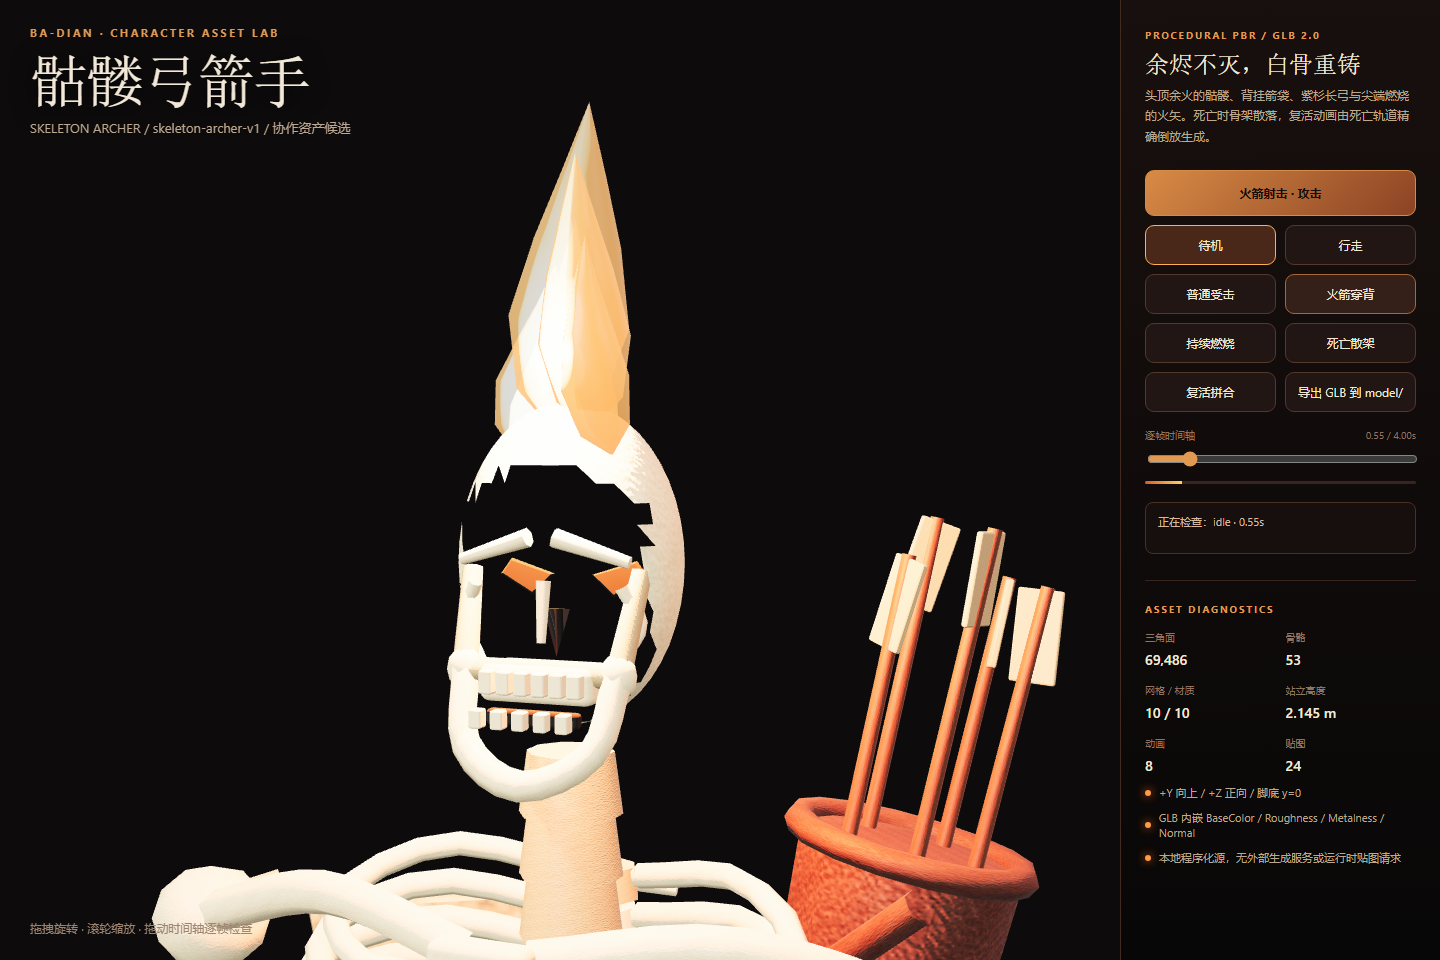 BA-DIAN · CHARACTER ASSET LAB
骷髅弓箭手
SKELETON ARCHER / skeleton-archer-v1 / 协作资产候选
拖拽旋转 · 滚轮缩放 · 拖动时间轴逐帧检查
PROCEDURAL PBR / GLB 2.0
余烬不灭，白骨重铸
头顶余火的骷髅、背挂箭袋、紫杉长弓与尖端燃烧
的火矢。死亡时骨架散落，复活动画由死亡轨道精
确倒放生成。
火箭射击 · 攻击
待机
行走
普通受击
火箭穿背
持续燃烧
死亡散架
复活拼合
导出 GLB 到 model/
逐帧时间轴
0.55 / 4.00s
正在检查：idle · 0.55s
ASSET DIAGNOSTICS
三角面
骨骼
69,486
53
网格 / 材质
站立高度
10 / 10
2.145 m
动画
贴图
8
24
+Y 向上 / +Z 正向 / 脚底 y=0
GLB 内嵌 BaseColor / Roughness / Metalness /
Normal
本地程序化源，无外部生成服务或运行时贴图请求